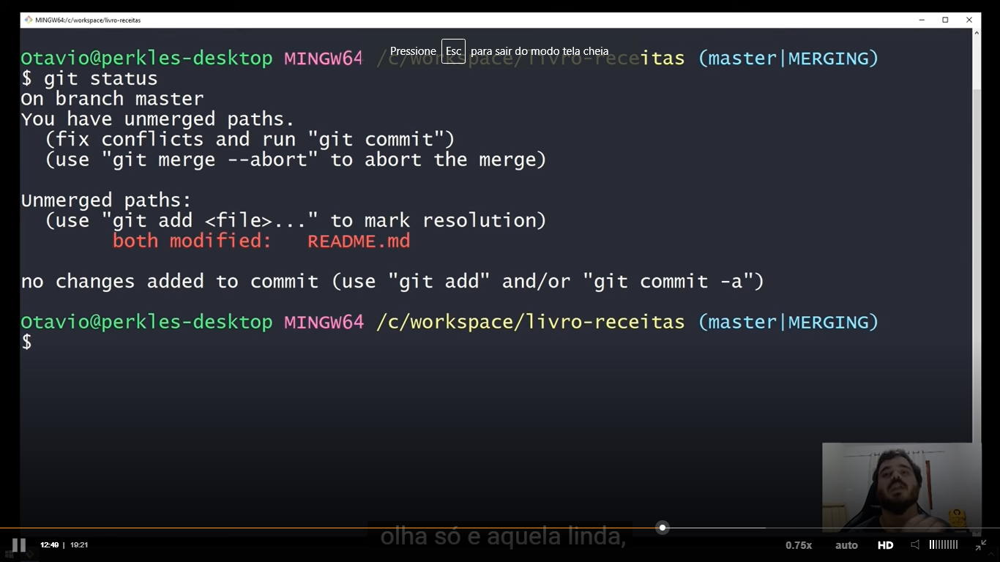 MINGW64:/c/workspace/livro-receitas
Pressione Esc para sair do modo tela cheia
Otavio@perkles-desktop MINGW64 /c/workspace/livro-receitas (master|MERGING)
$ git status
On branch master
You have unmerged paths.
  (fix conflicts and run "git commit")
  (use "git merge --abort" to abort the merge)
Unmerged paths:
  (use "git add <file>..." to mark resolution)
        both modified:   README.md
no changes added to commit (use "git add" and/or "git commit -a")
Otavio@perkles-desktop MINGW64 /c/workspace/livro-receitas (master|MERGING)
$
olha só e aquela linda,
12:40 | 19:21
0.75x auto HD